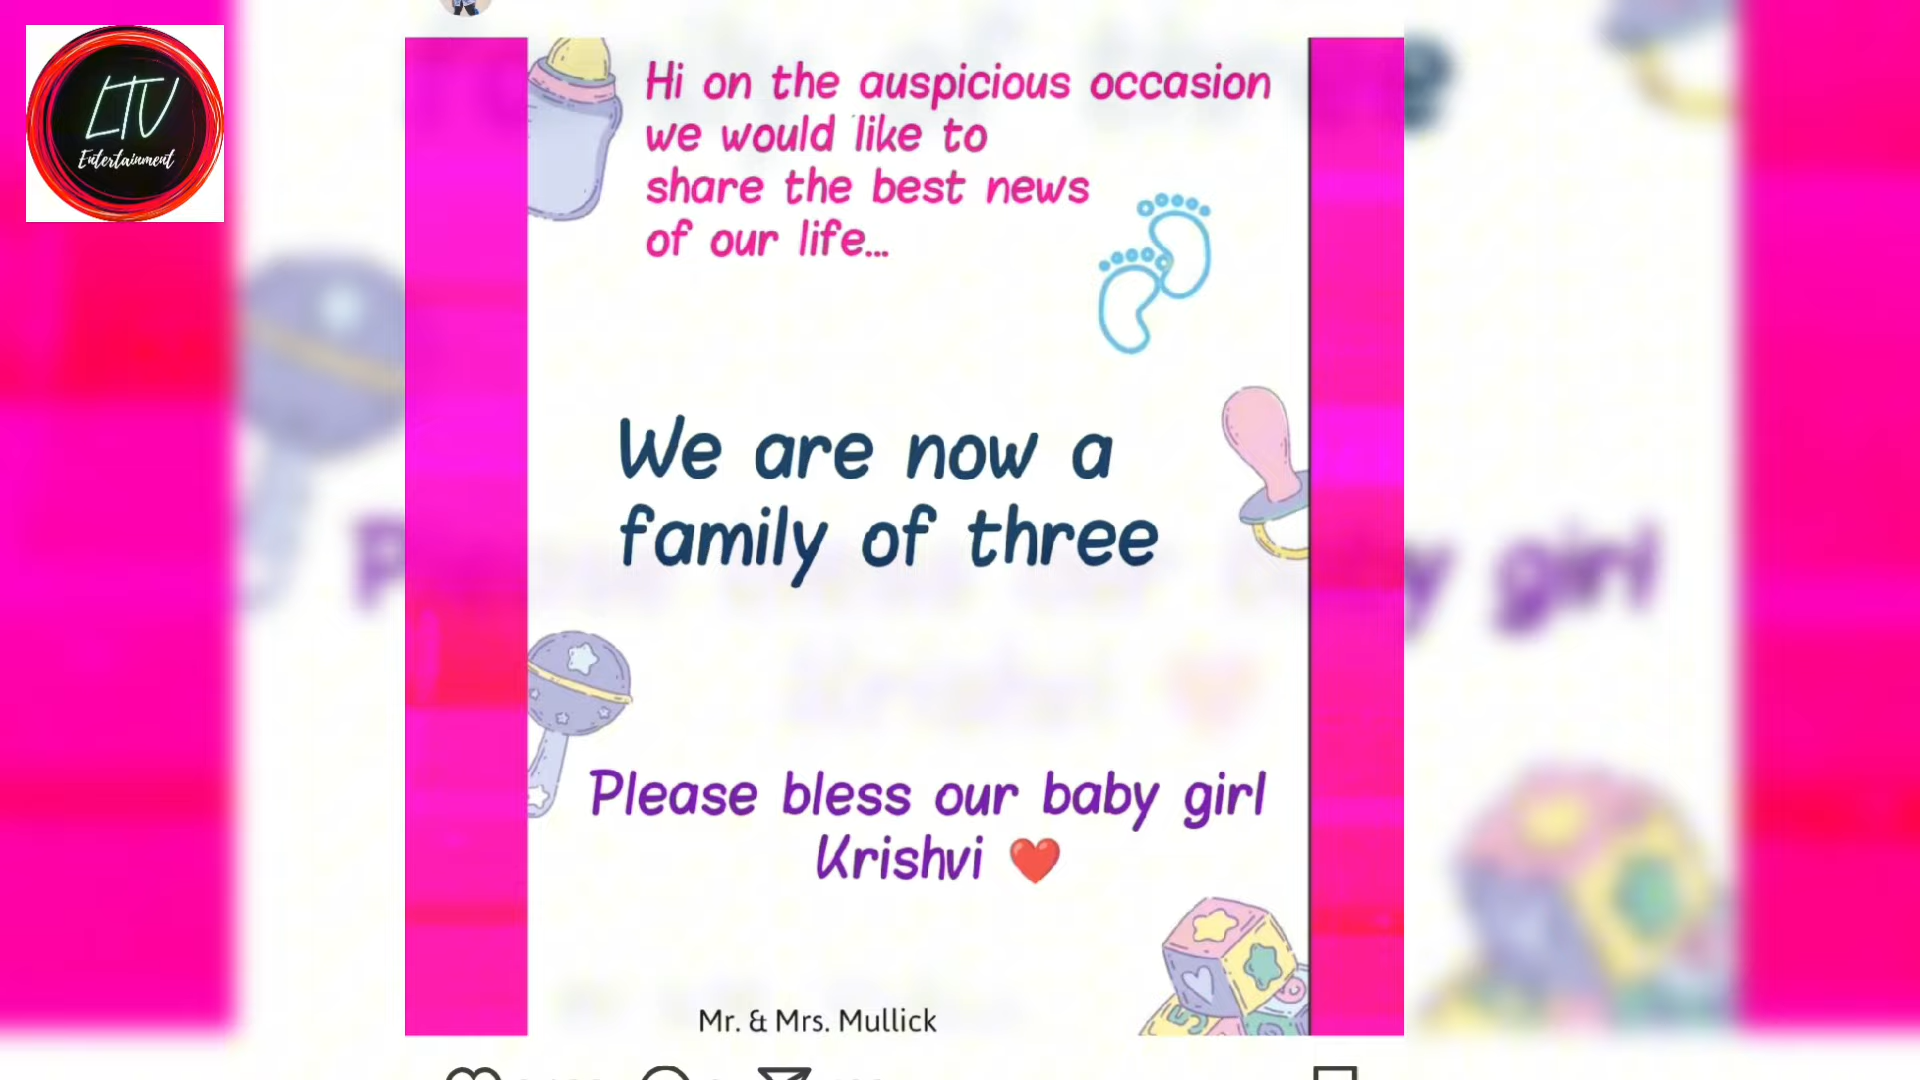 LTV
Entertainment
Hi on the auspicious occasion
we would like to
share the best news
of our life...
We are now a
family of three
Please bless our baby girl
Krishvi ❤️
Mr. & Mrs. Mullick